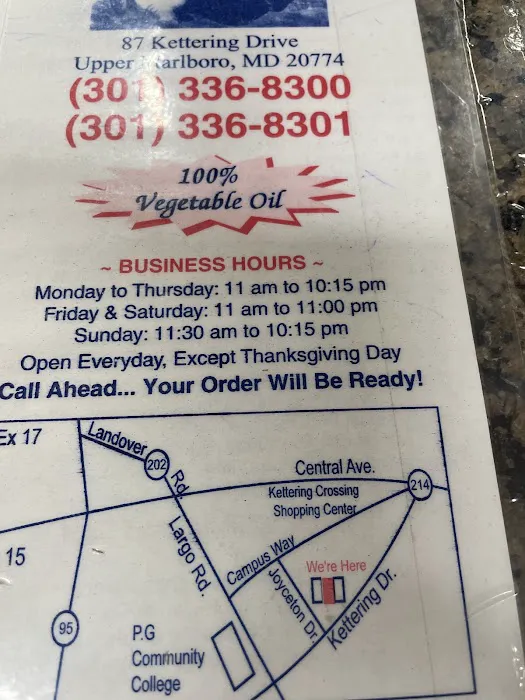 87 Kettering Drive
Upper Marlboro, MD 20774
(301) 336-8300
(301) 336-8301
100%
Vegetable Oil
~ BUSINESS HOURS ~
Monday to Thursday: 11 am to 10:15 pm
Friday & Saturday: 11 am to 11:00 pm
Sunday: 11:30 am to 10:15 pm
Open Everyday, Except Thanksgiving Day
Call Ahead... Your Order Will Be Ready!
Ex 17
Landover
202
Rd.
Central Ave.
214
Kettering Crossing
Shopping Center
15
Largo Rd.
Campus Way
We're Here
Joyceton Dr.
Kettering Dr.
95
P.G
Community
College